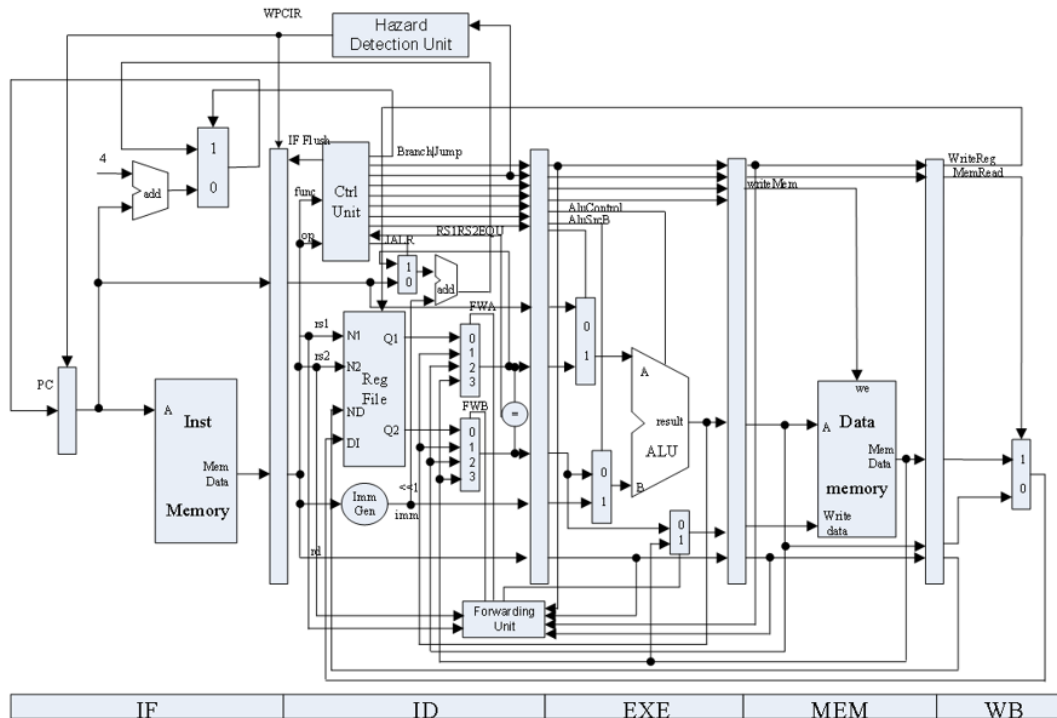 WPCIR
Hazard
Detection Unit
1
0
4
add
IF Flush
Branch/Jump
func
Ctrl
Unit
op
RS1RS2EQU
JALR
1
0
add
WriteReg
MemRead
writeMem
AluControl
AluSrcB
PC
A
Inst
Mem
Data
Memory
rs1
rs2
N1
N2
ND
DI
Q1
Q2
Reg
File
FWA
0
1
2
3
FWB
0
1
2
3
=
Imm
Gen
<<1
imm
rd
0
1
0
1
A
B
result
ALU
0
1
we
A
Data
Mem
Data
memory
Write
data
1
0
Forwarding
Unit
IF
ID
EXE
MEM
WB